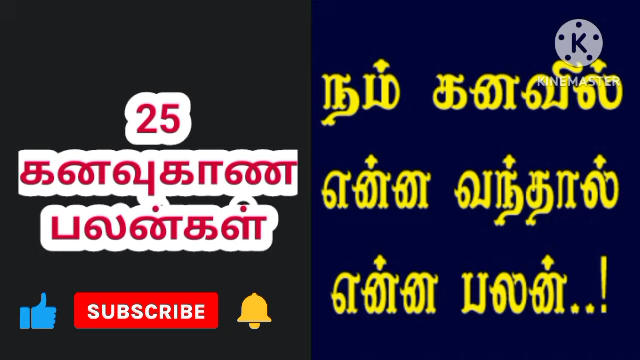 25
கனவுகாண
பலன்கள்
SUBSCRIBE
K
KINEMASTER
நம் கனவில்
என்ன வந்தால்
என்ன பலன்..!